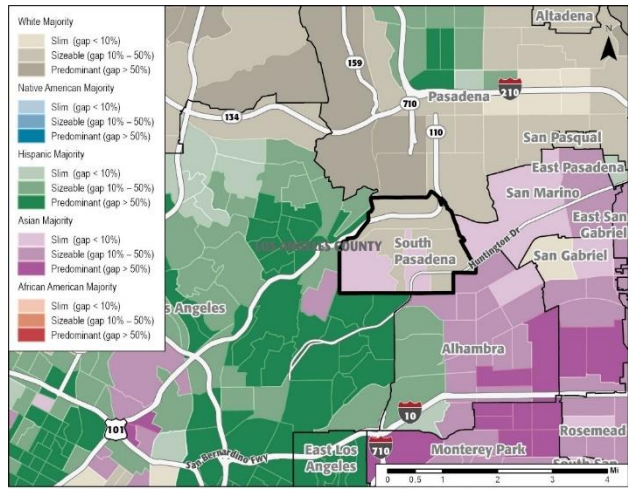 White Majority
Slim (gap < 10%)
Sizeable (gap 10% – 50%)
Predominant (gap > 50%)
Native American Majority
Slim (gap < 10%)
Sizeable (gap 10% – 50%)
Predominant (gap > 50%)
Hispanic Majority
Slim (gap < 10%)
Sizeable (gap 10% – 50%)
Predominant (gap > 50%)
Asian Majority
Slim (gap < 10%)
Sizeable (gap 10% – 50%)
Predominant (gap > 50%)
African American Majority
Slim (gap < 10%)
Sizeable (gap 10% – 50%)
Predominant (gap > 50%)
Altadena
N
159
710
Pasadena
210
134
110
San Pasqual
East Pasadena
San Marino
East San
Gabriel
LOS ANGELES COUNTY
South
Pasadena
Huntington Dr
San Gabriel
s Angeles
Alhambra
101
10
San Bernardino Fwy
East Los
Angeles
710
Monterey Park
Rosemead
South San
Mi
0 0.5 1 2 3 4